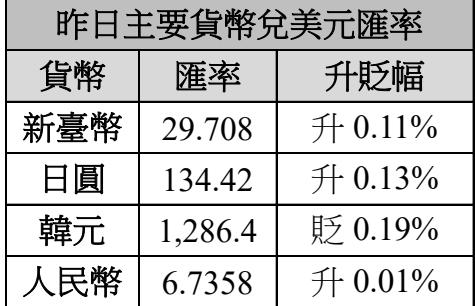 昨日主要貨幣兌美元匯率
貨幣 匯率 升貶幅
新臺幣 29.708 升 0.11%
日圓 134.42 升 0.13%
韓元 1,286.4 貶 0.19%
人民幣 6.7358 升 0.01%